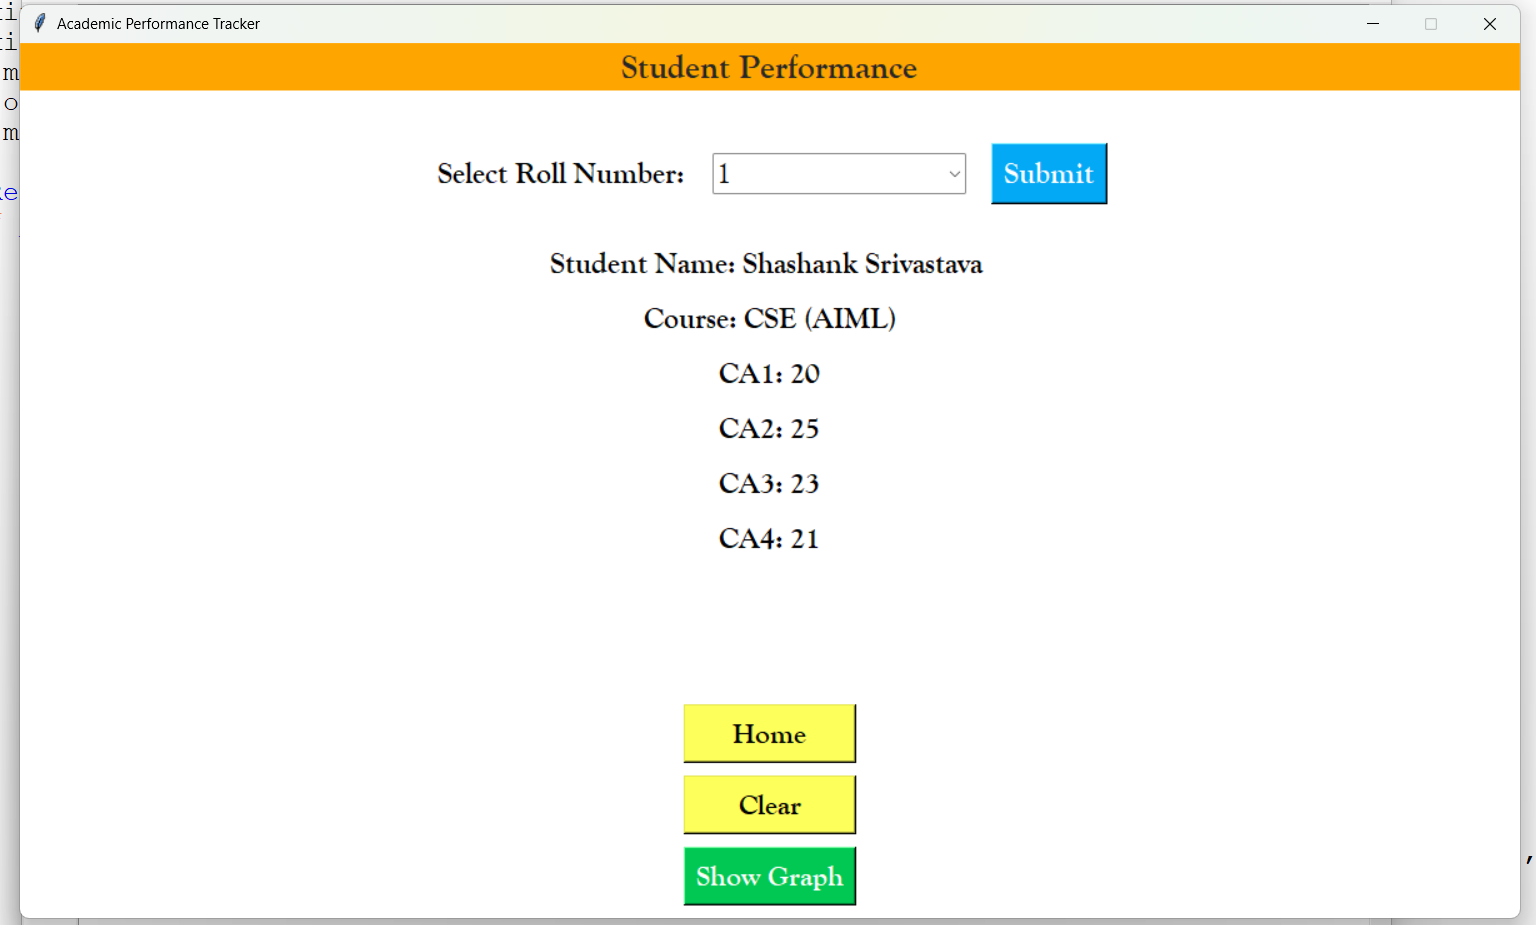 Academic Performance Tracker
Student Performance
Select Roll Number: 1 Submit
Student Name: Shashank Srivastava
Course: CSE (AIML)
CA1: 20
CA2: 25
CA3: 23
CA4: 21
Home
Clear
Show Graph